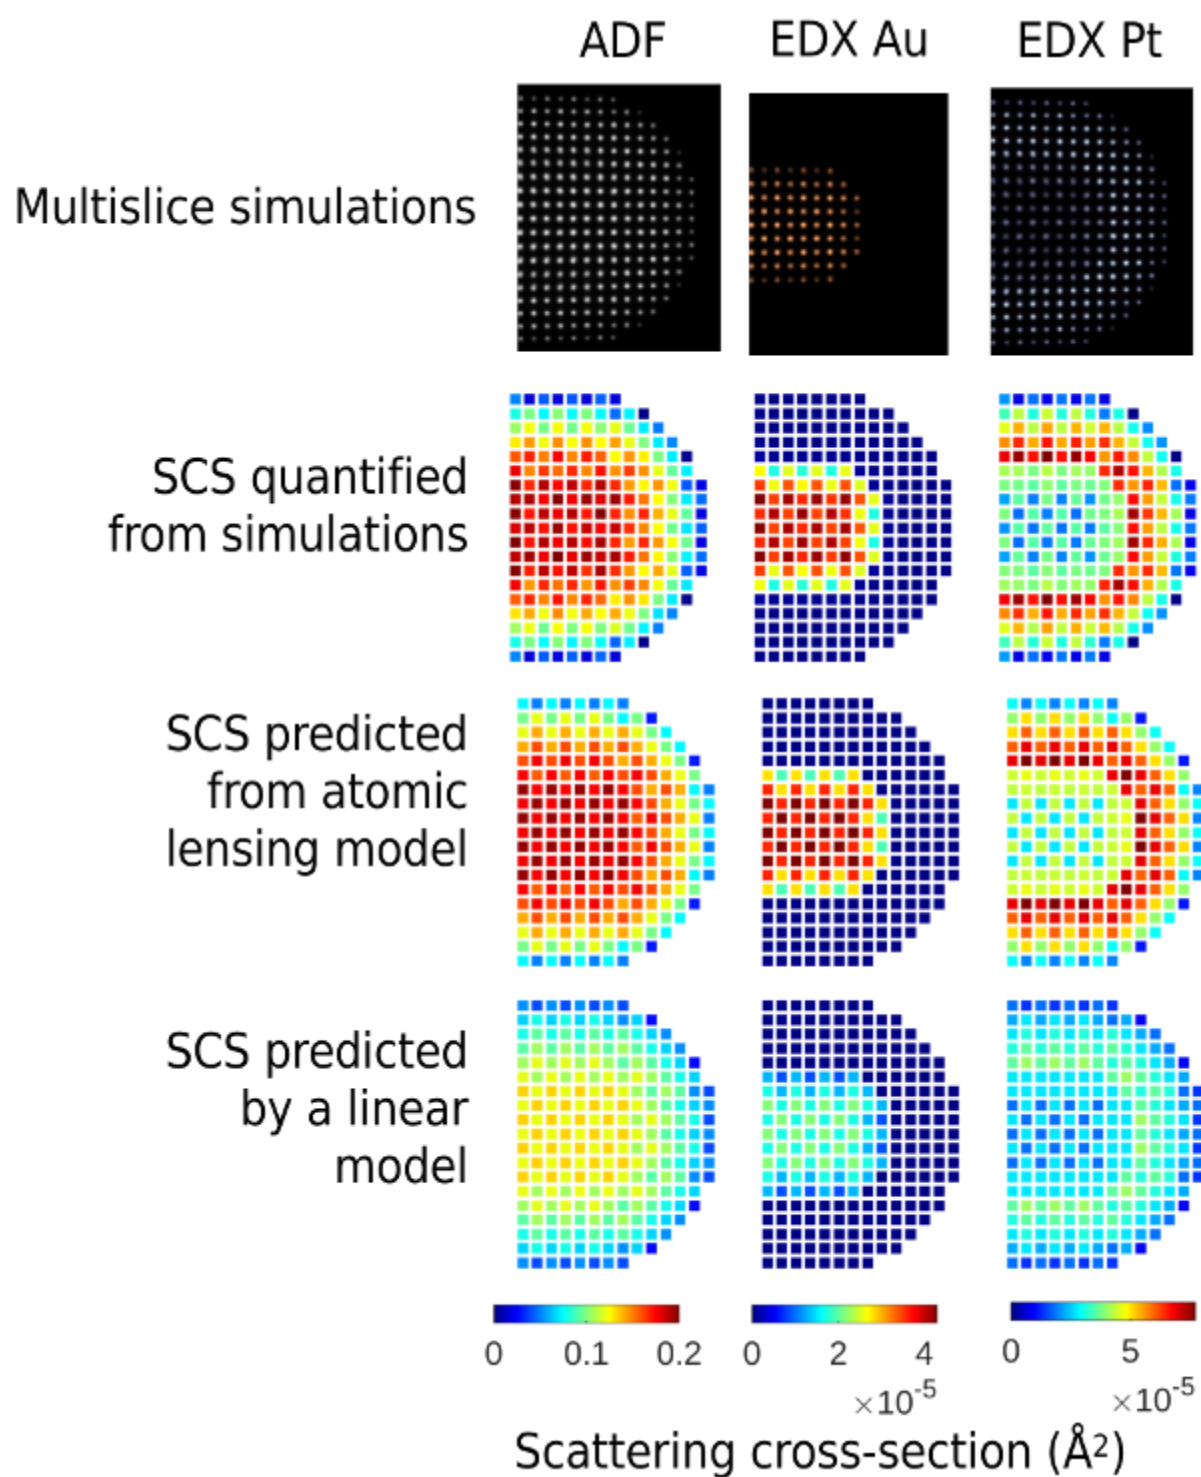 ADF EDX Au EDX Pt
Multislice simulations
SCS quantified
from simulations
SCS predicted
from atomic
lensing model
SCS predicted
by a linear
model
0 0.1 0.2 0 2 4 0 5
×10-5 ×10-5
Scattering cross-section (Å2)